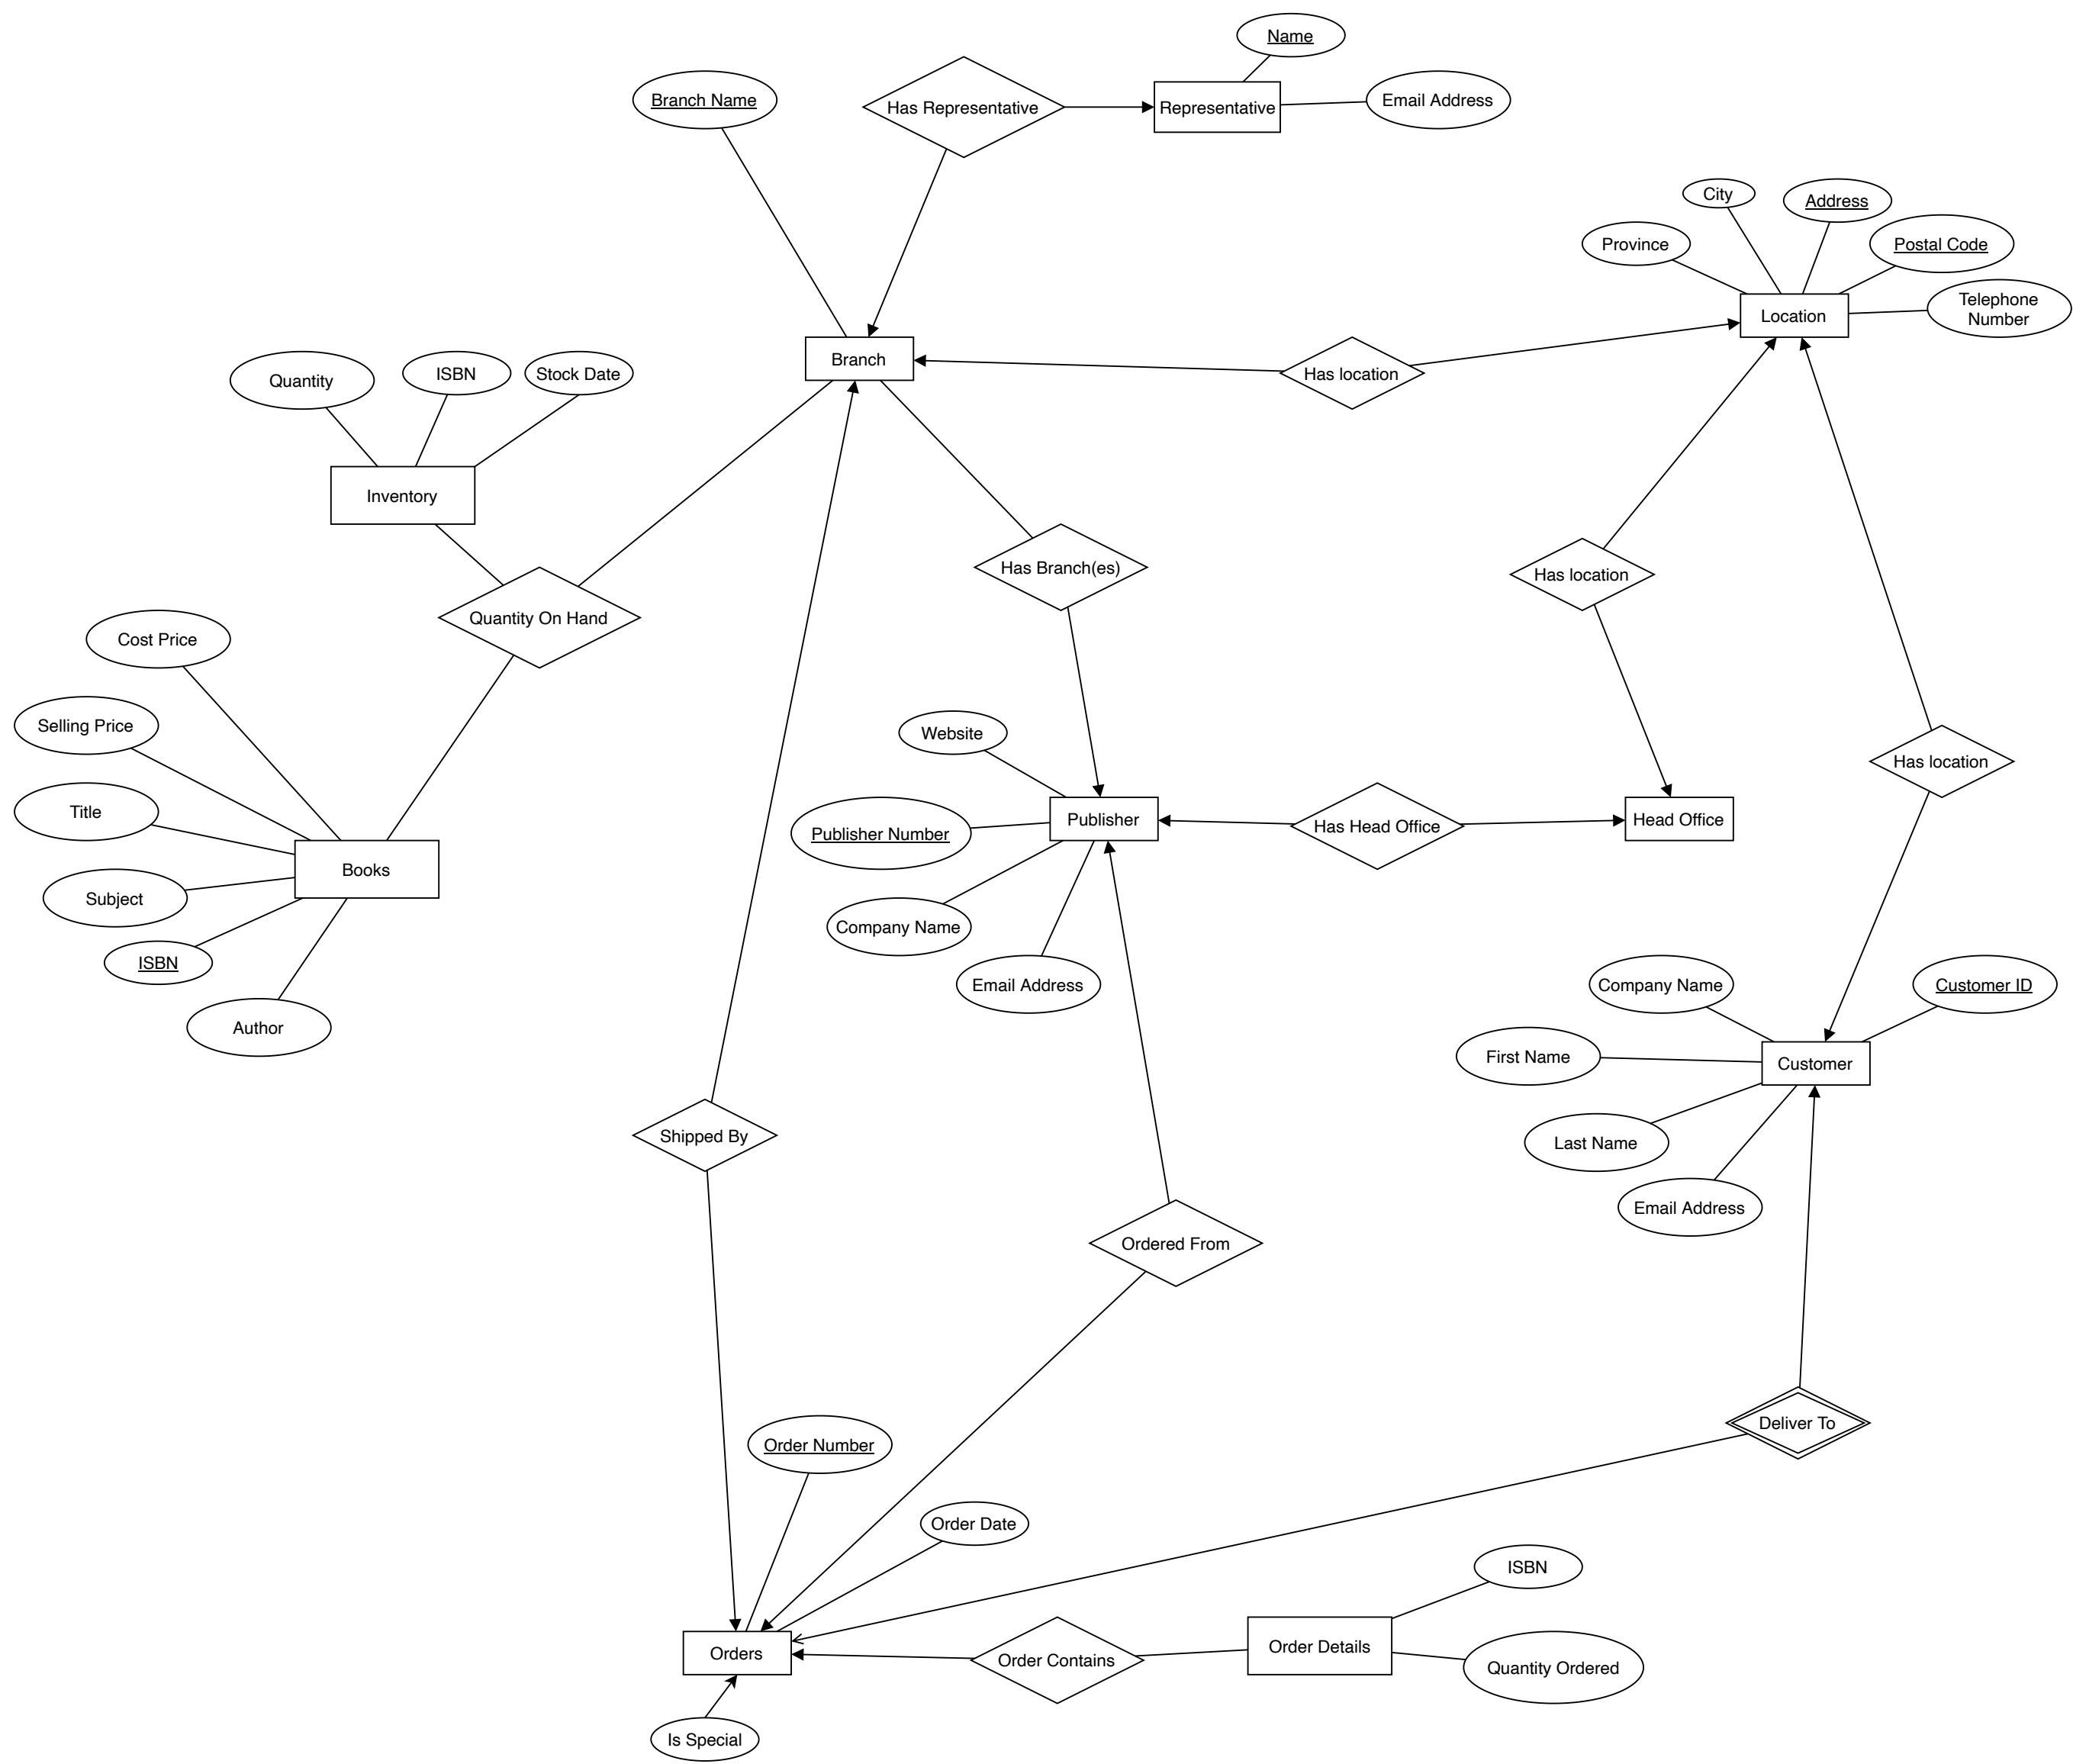 Name
Branch Name
Has Representative
Representative
Email Address
City
Address
Province
Postal Code
Telephone
Number
Location
Branch
Has location
Quantity
ISBN
Stock Date
Inventory
Has Branch(es)
Has location
Quantity On Hand
Cost Price
Selling Price
Website
Has location
Title
Publisher Number
Publisher
Has Head Office
Head Office
Books
Subject
Company Name
ISBN
Email Address
Author
Company Name
Customer ID
First Name
Customer
Last Name
Shipped By
Email Address
Ordered From
Deliver To
Order Number
Order Date
ISBN
Orders
Order Contains
Order Details
Quantity Ordered
Is Special